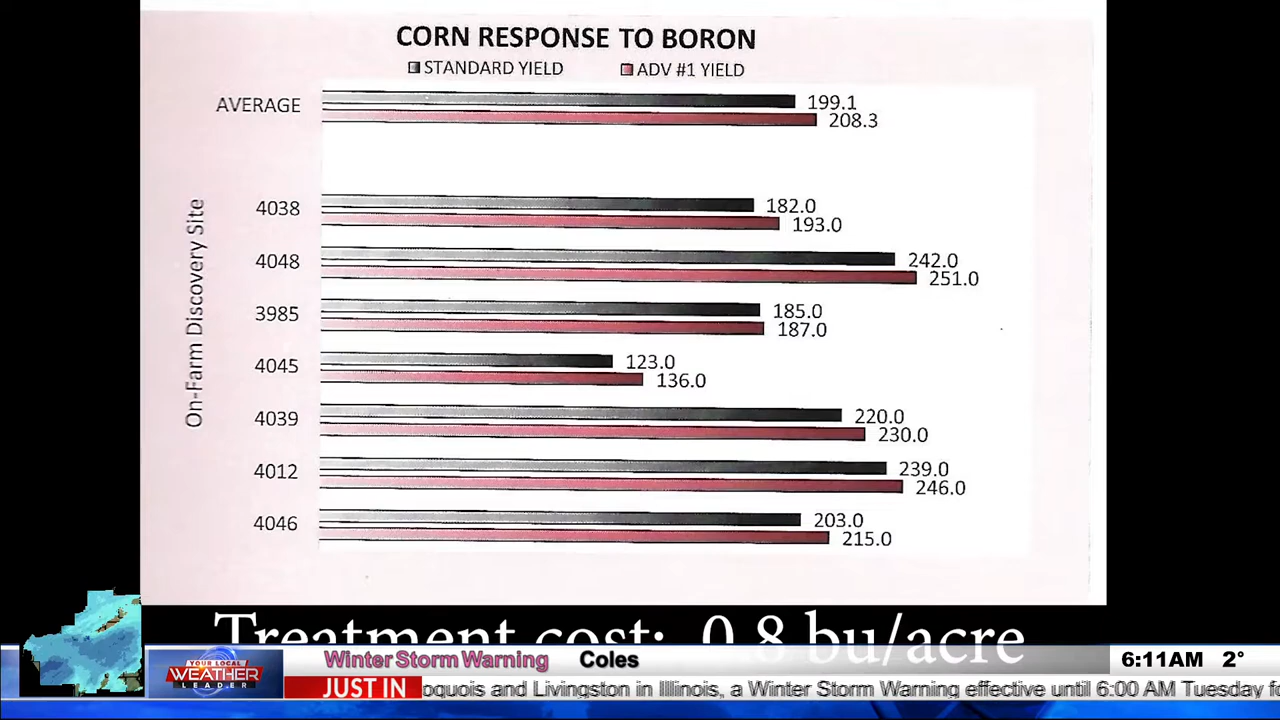 CORN RESPONSE TO BORON
STANDARD YIELD ADV #1 YIELD
AVERAGE 199.1
208.3
On-Farm Discovery Site
4038 182.0
193.0
4048 242.0
251.0
3985 185.0
187.0
4045 123.0
136.0
4039 220.0
230.0
4012 239.0
246.0
4046 203.0
215.0
Treatment cost: 0.8 bu/acre
YOUR LOCAL
WEATHER
LEADER
Winter Storm Warning Coles 6:11AM 2°
JUST IN oquois and Livingston in Illinois, a Winter Storm Warning effective until 6:00 AM Tuesday fo